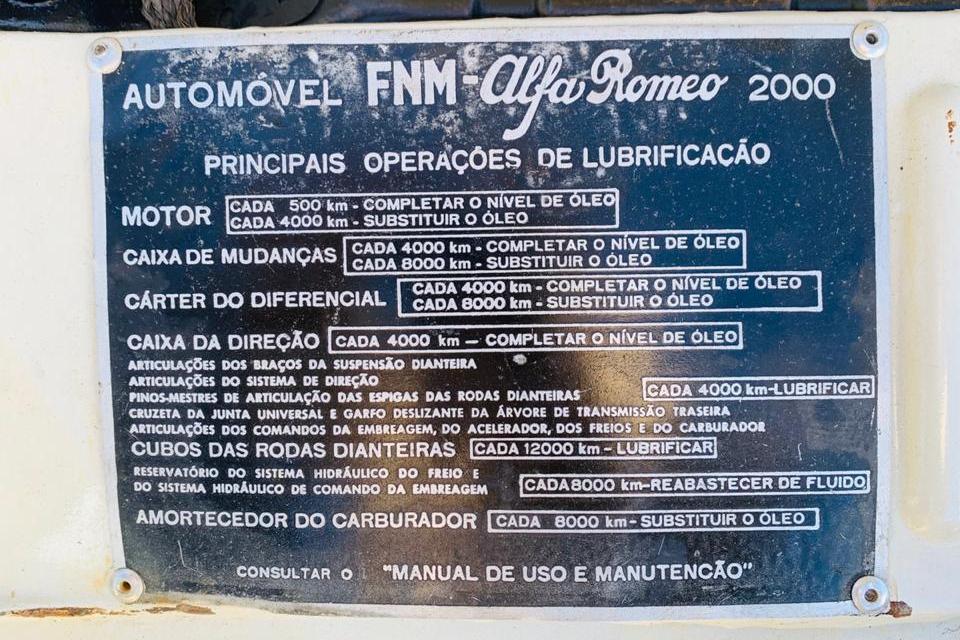 AUTOMÓVEL FNM-Alfa Romeo 2000
PRINCIPAIS OPERAÇÕES DE LUBRIFICAÇÃO
MOTOR CADA 500 km - COMPLETAR O NÍVEL DE ÓLEO
CADA 4000 km - SUBSTITUIR O ÓLEO
CAIXA DE MUDANÇAS CADA 4000 km - COMPLETAR O NÍVEL DE ÓLEO
CADA 8000 km - SUBSTITUIR O ÓLEO
CÁRTER DO DIFERENCIAL CADA 4000 km - COMPLETAR O NÍVEL DE ÓLEO
CADA 8000 km - SUBSTITUIR O ÓLEO
CAIXA DA DIREÇÃO CADA 4000 km - COMPLETAR O NÍVEL DE ÓLEO
ARTICULAÇÕES DOS BRAÇOS DA SUSPENSÃO DIANTEIRA
ARTICULAÇÕES DO SISTEMA DE DIREÇÃO
PINOS-MESTRES DE ARTICULAÇÃO DAS ESPIGAS DAS RODAS DIANTEIRAS CADA 4000 km-LUBRIFICAR
CRUZETA DA JUNTA UNIVERSAL E GARFO DESLIZANTE DA ÁRVORE DE TRANSMISSÃO TRASEIRA
ARTICULAÇÕES DOS COMANDOS DA EMBREAGEM, DO ACELERADOR, DOS FREIOS E DO CARBURADOR
CUBOS DAS RODAS DIANTEIRAS CADA 12000 km - LUBRIFICAR
RESERVATÓRIO DO SISTEMA HIDRÁULICO DO FREIO E
DO SISTEMA HIDRÁULICO DE COMANDO DA EMBREAGEM CADA 8000 km-REABASTECER DE FLUIDO
AMORTECEDOR DO CARBURADOR CADA 8000 km - SUBSTITUIR O ÓLEO
CONSULTAR O "MANUAL DE USO E MANUTENCÃO"